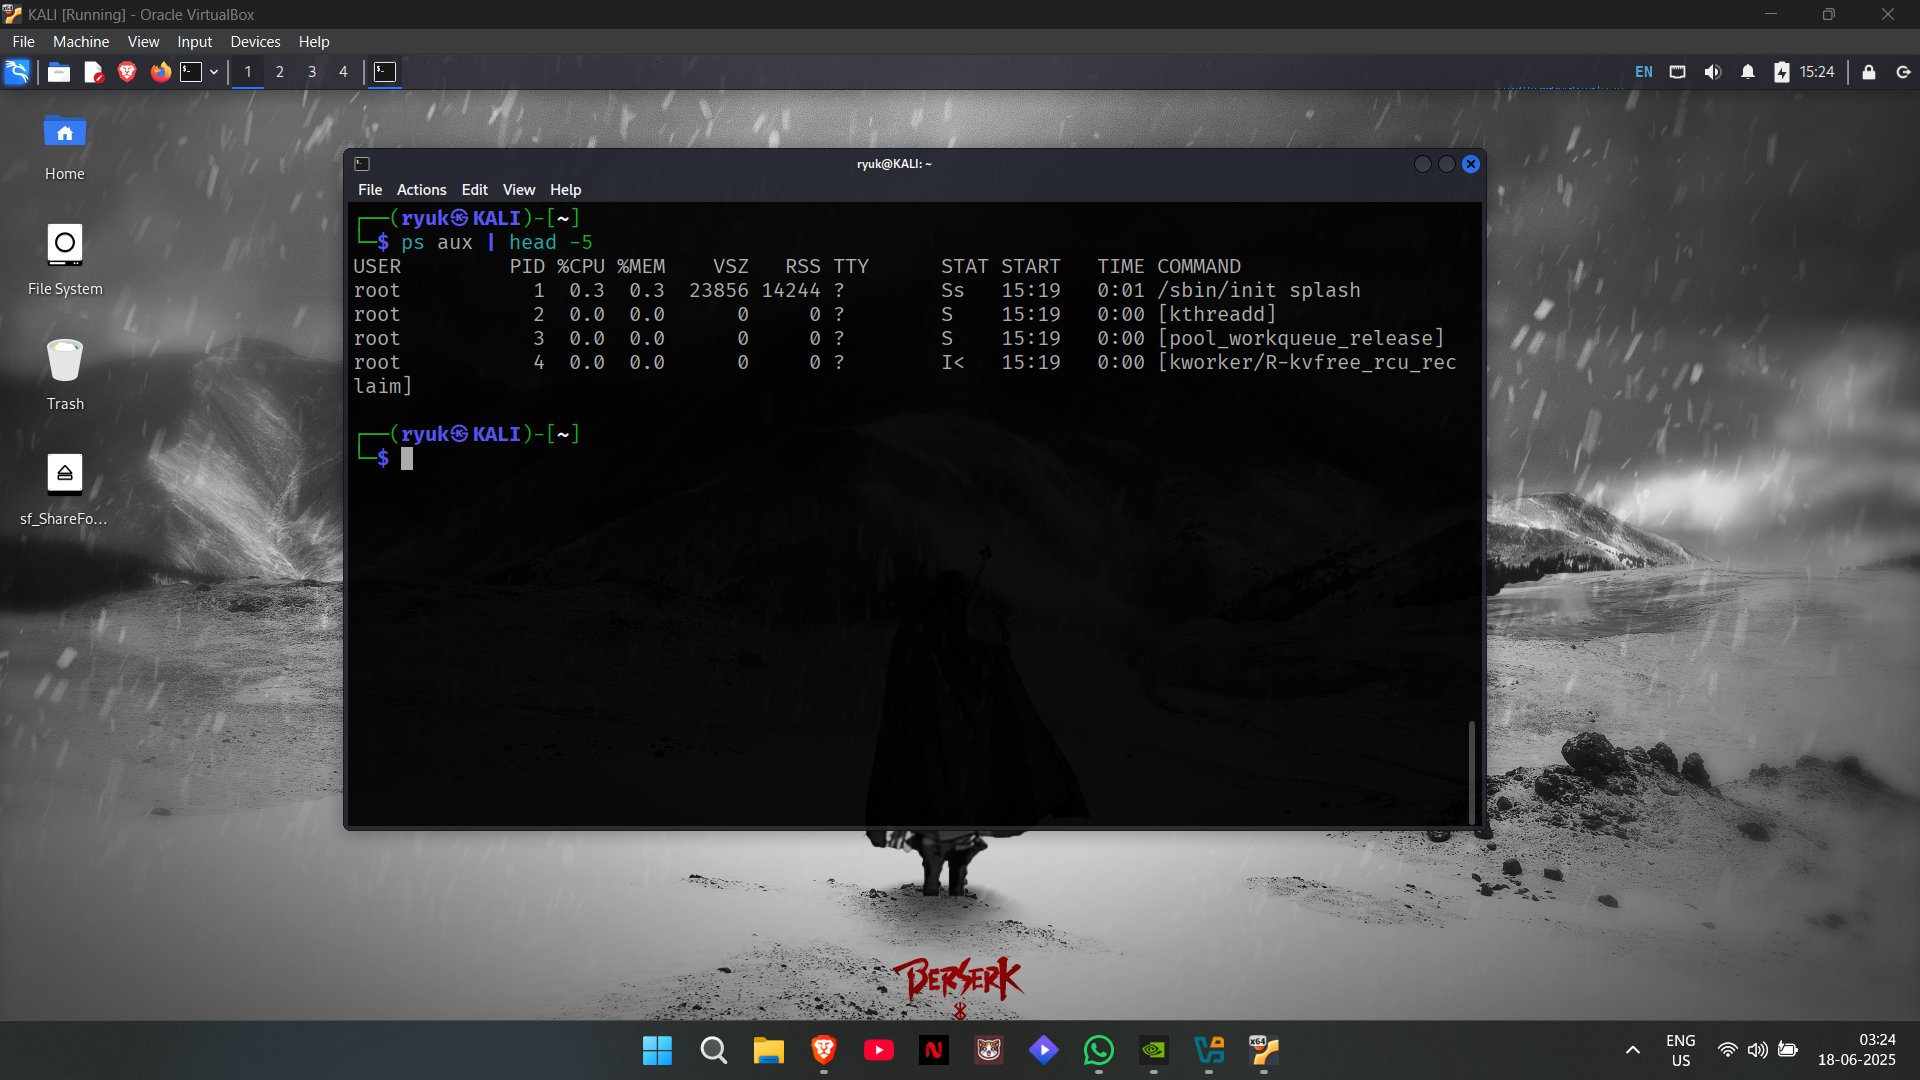 KALI [Running] - Oracle VirtualBox
File Machine View Input Devices Help
1 2 3 4
EN 15:24
Home
File System
Trash
sf_ShareFo...
ryuk@KALI: ~
File Actions Edit View Help
┌──(ryuk㉿KALI)-[~]
└─$ ps aux | head -5
USER PID %CPU %MEM VSZ RSS TTY STAT START TIME COMMAND
root 1 0.3 0.3 23856 14244 ? Ss 15:19 0:01 /sbin/init splash
root 2 0.0 0.0 0 0 ? S 15:19 0:00 [kthreadd]
root 3 0.0 0.0 0 0 ? S 15:19 0:00 [pool_workqueue_release]
root 4 0.0 0.0 0 0 ? I< 15:19 0:00 [kworker/R-kvfree_rcu_rec
laim]
┌──(ryuk㉿KALI)-[~]
└─$
BERSERK
x64
ENG
US
03:24
18-06-2025